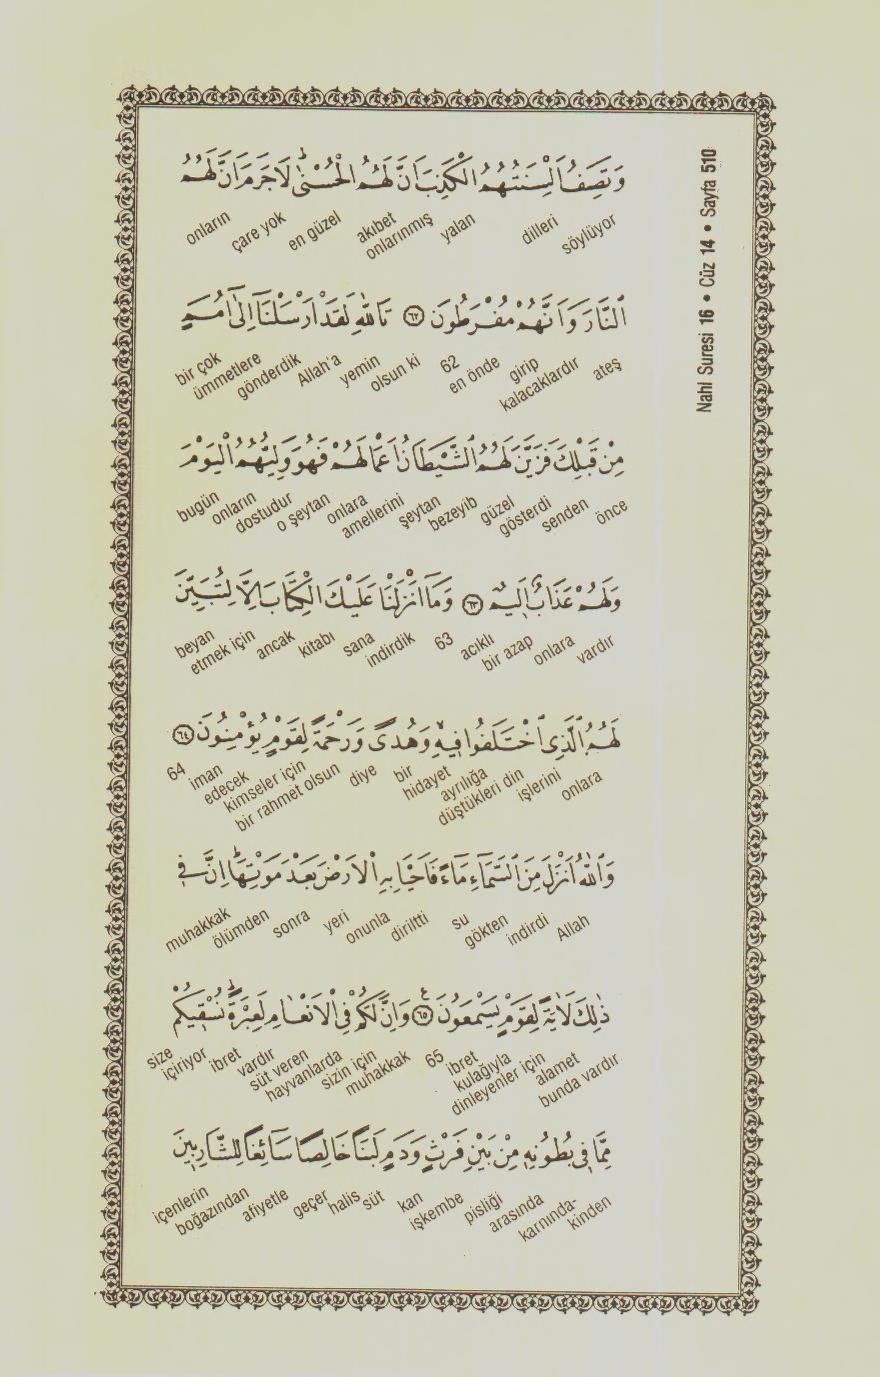 Nahl Suresi 16 • Cüz 14 • Sayfa 510
وَتَصِفُ اَلْسِنَتُهُمُ الْكَذِبَ اَنَّ لَهُمُ الْحُسْنٰىۜ لَا جَرَمَ اَنَّ لَهُمُ
söylüyor dilleri yalan akıbet onlarınmış en güzel çare yok onların
النَّارَ وَاَنَّهُمْ مُفْرَطُونَ ﴿٦٢﴾ تَاللّٰهِ لَقَدْ اَرْسَلْنَٓا اِلٰٓى اُمَمٍ
ateş girip kalacaklardır en önde 62 olsun ki yemin Allah'a gönderdik ümmetlere bir çok
مِنْ قَبْلِكَ فَزَيَّنَ لَهُمُ الشَّيْطَانُ اَعْمَالَهُمْ فَهُوَ وَلِيُّهُمُ الْيَوْمَ
önce senden gösterdi güzel bezeyib şeytan amellerini onlara o şeytan dostudur onların bugün
وَلَهُمْ عَذَابٌ اَلِيمٌ ﴿٦٣﴾ وَمَٓا اَنْزَلْنَا عَلَيْكَ الْكِتَابَ اِلَّا لِتُبَيِّنَ
vardır onlara bir azap acıklı 63 indirdik sana kitabı ancak etmek için beyan
لَهُمُ الَّذِي اخْتَلَفُوا فِيهِ وَهُدًى وَرَحْمَةً لِقَوْمٍ يُؤْمِنُونَ ﴿٦٤﴾
onlara işlerini düştükleri din ayrılığa hidayet bir diye bir rahmet olsun kimseler için edecek iman 64
وَاللّٰهُ اَنْزَلَ مِنَ السَّمَٓاءِ مَٓاءً فَاَحْيَا بِهِ الْاَرْضَ بَعْدَ مَوْتِهَاۜ اِنَّ فِي
Allah indirdi gökten su diriltti onunla yeri sonra ölümden muhakkak
ذٰلِكَ لَاٰيَةً لِقَوْمٍ يَسْمَعُونَ ﴿٦٥﴾ وَاِنَّ لَكُمْ فِي الْاَنْعَامِ لَعِبْرَةًۜ نُسْقِيكُمْ
bunda vardır alamet dinleyenler için kulağıyla ibret 65 muhakkak sizin için hayvanlarda süt veren vardır ibret içiriyor size
مِمَّا فِي بُطُونِهِ مِنْ بَيْنِ فَرْثٍ وَدَمٍ لَبَنًا خَالِصًا سَٓائِغًا لِلشَّارِبِينَ
karnında-kinden arasında pisliği işkembe kan süt halis geçer afiyetle boğazından içenlerin